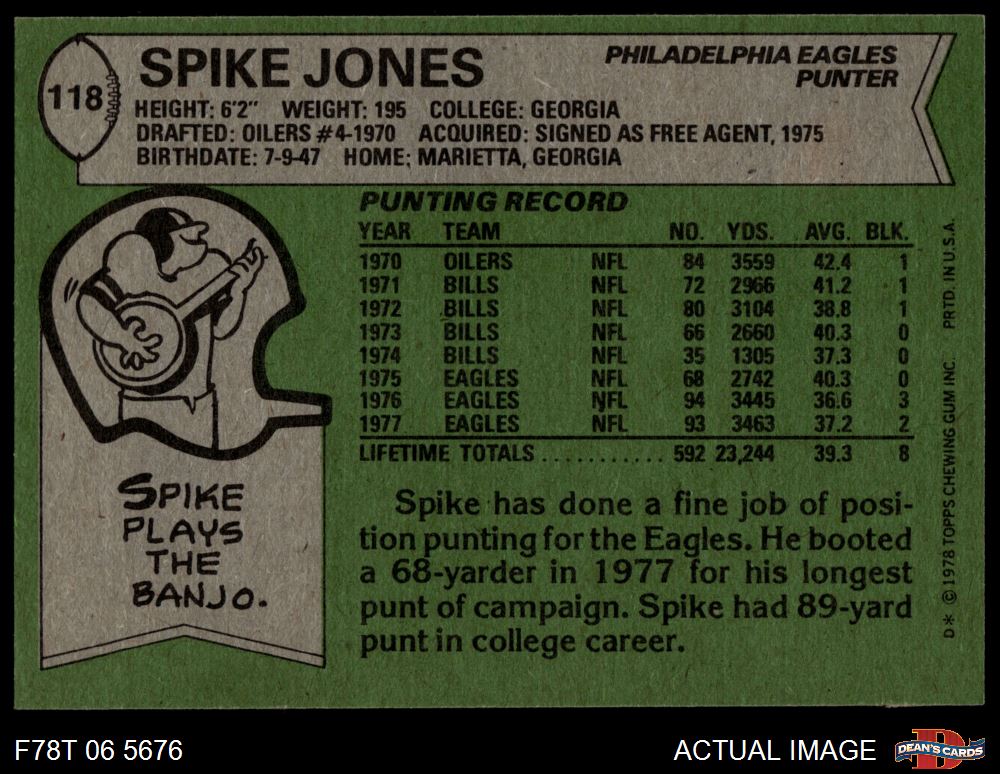 118
SPIKE JONES
PHILADELPHIA EAGLES
PUNTER
HEIGHT: 6'2" WEIGHT: 195 COLLEGE: GEORGIA
DRAFTED: OILERS #4-1970 ACQUIRED: SIGNED AS FREE AGENT, 1975
BIRTHDATE: 7-9-47 HOME: MARIETTA, GEORGIA
PUNTING RECORD
YEAR TEAM NO. YDS. AVG. BLK.
1970 OILERS NFL 84 3559 42.4 1
1971 BILLS NFL 72 2966 41.2 1
1972 BILLS NFL 80 3104 38.8 1
1973 BILLS NFL 66 2660 40.3 0
1974 BILLS NFL 35 1305 37.3 0
1975 EAGLES NFL 68 2742 40.3 0
1976 EAGLES NFL 94 3445 36.6 3
1977 EAGLES NFL 93 3463 37.2 2
LIFETIME TOTALS .......... 592 23,244 39.3 8
SPIKE
PLAYS
THE
BANJO.
Spike has done a fine job of posi-
tion punting for the Eagles. He booted
a 68-yarder in 1977 for his longest
punt of campaign. Spike had 89-yard
punt in college career.
D* © 1978 TOPPS CHEWING GUM INC. PRTD. IN U.S.A.
F78T 06 5676
ACTUAL IMAGE
D
DEAN'S CARDS